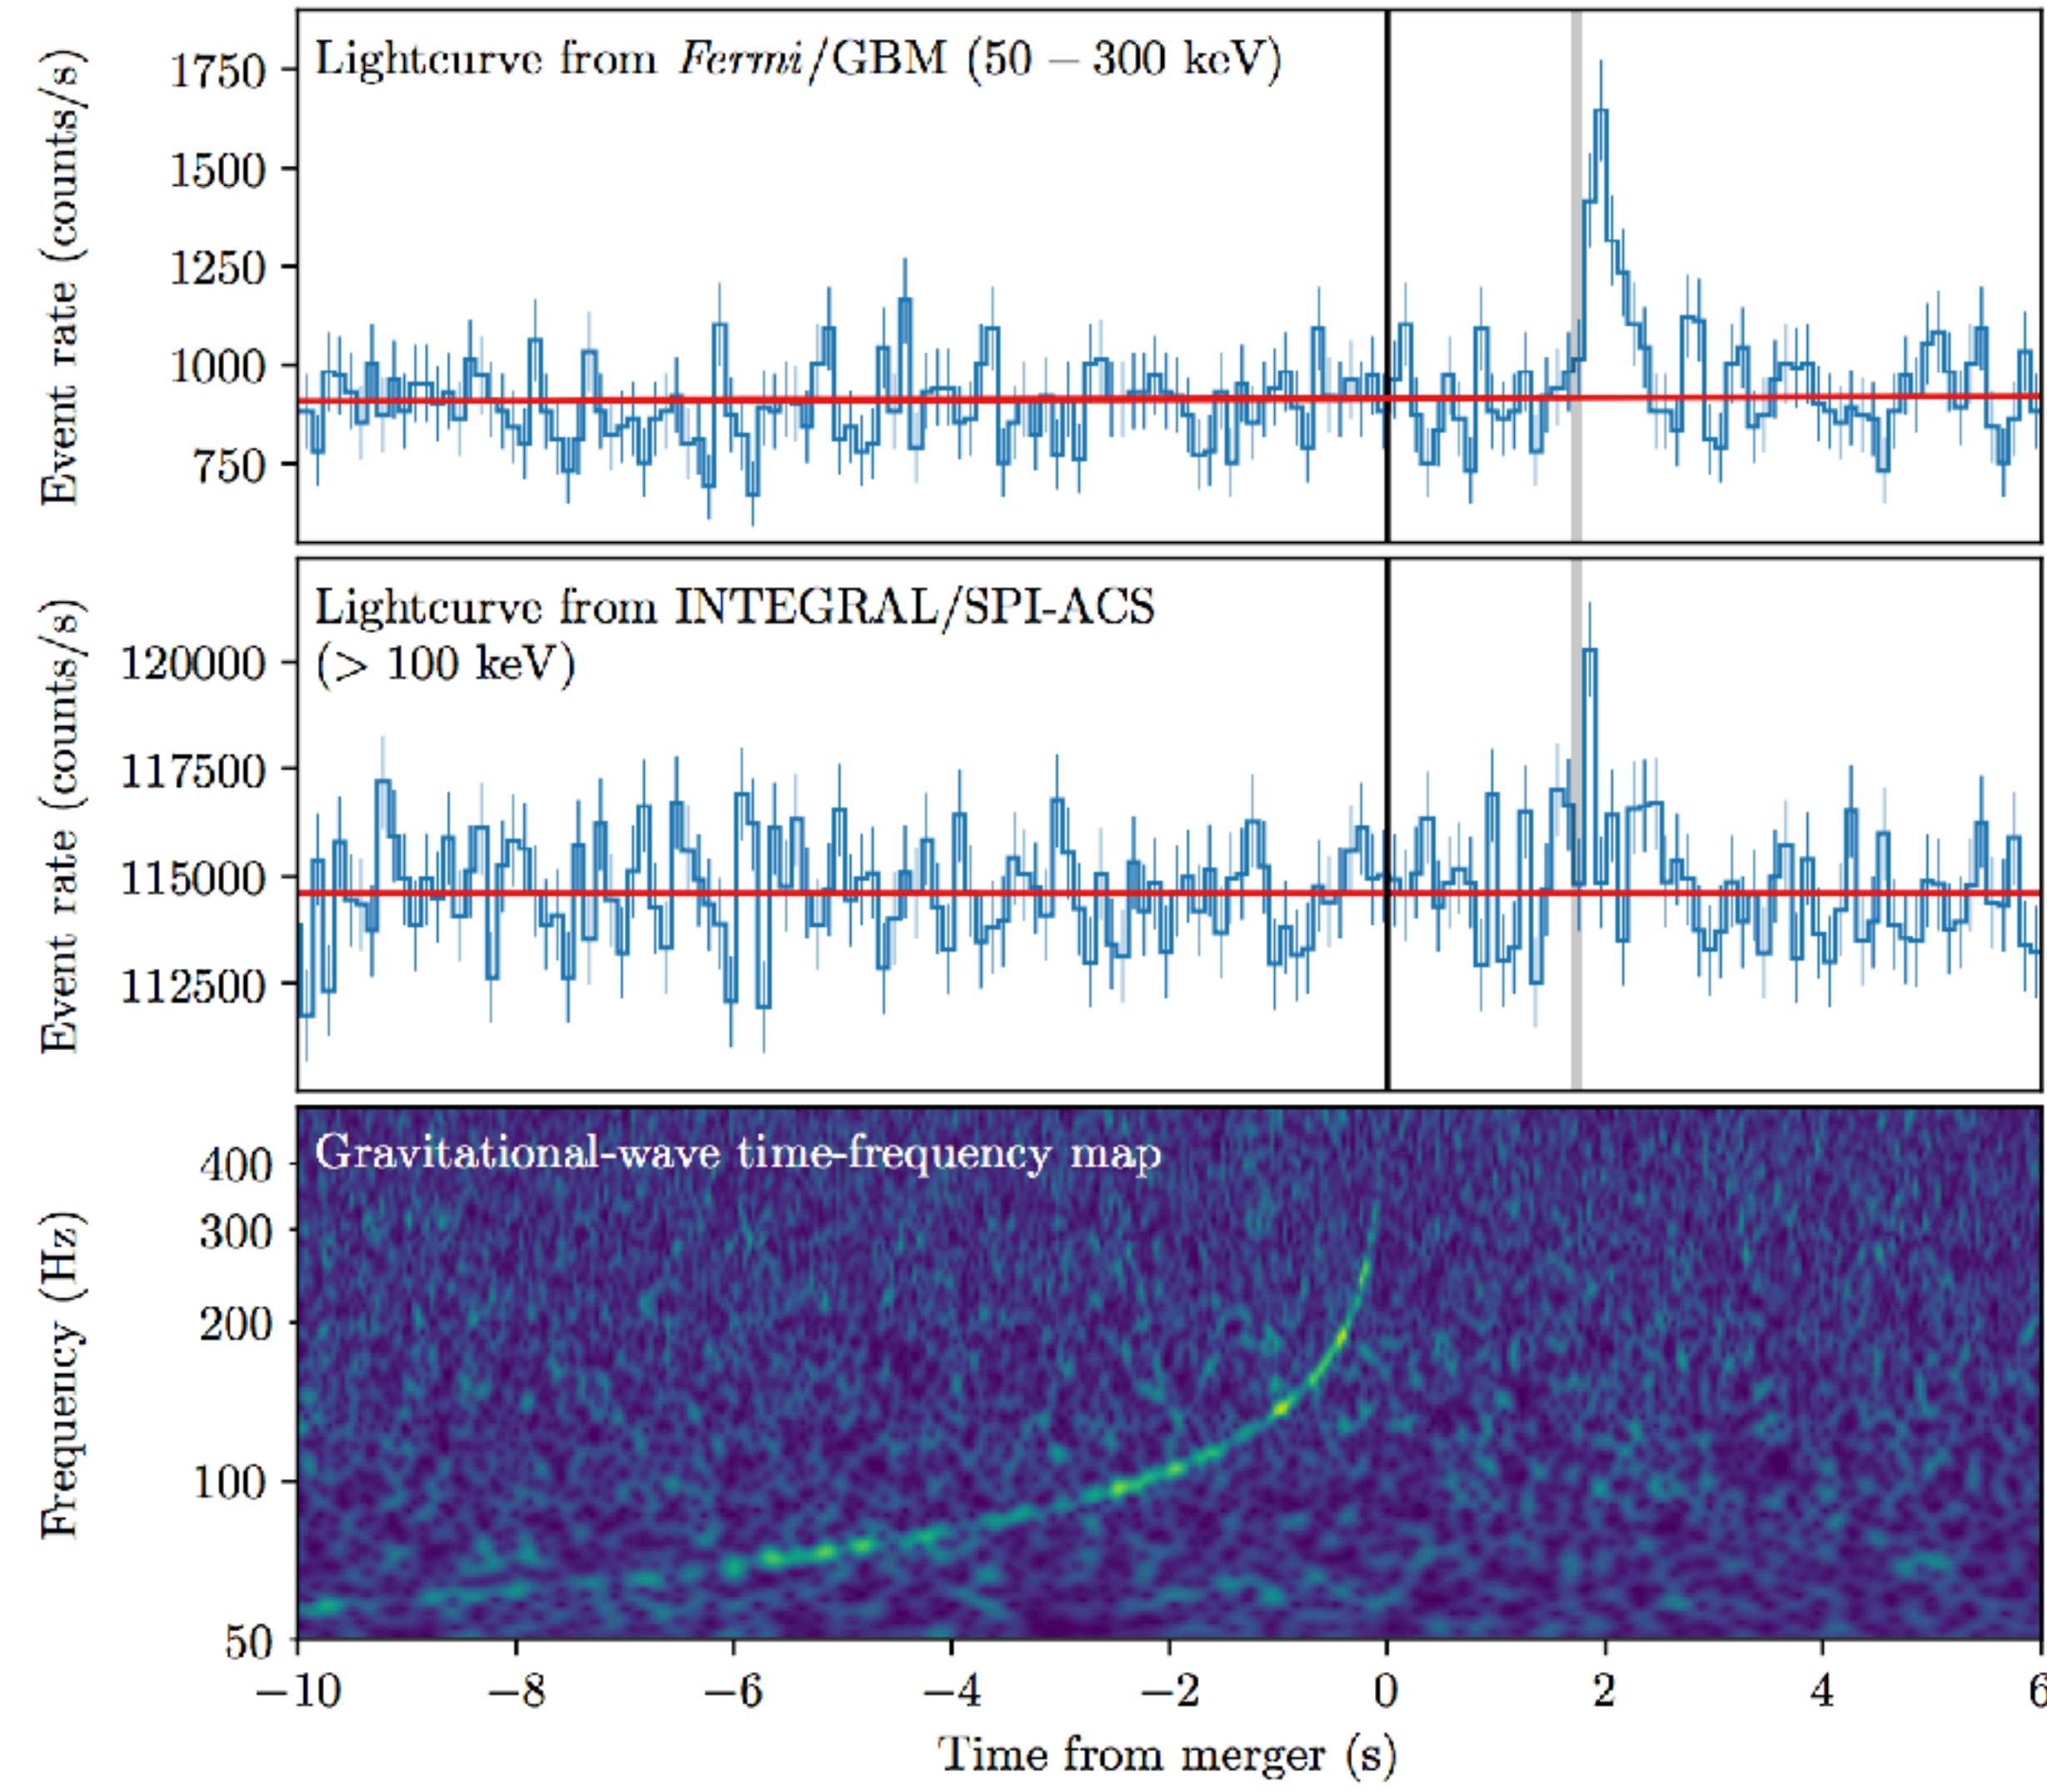 Lightcurve from Fermi/GBM (50 – 300 keV)
Event rate (counts/s)
1750
1500
1250
1000
750
Lightcurve from INTEGRAL/SPI-ACS
(> 100 keV)
Event rate (counts/s)
120000
117500
115000
112500
Gravitational-wave time-frequency map
Frequency (Hz)
400
300
200
100
50
−10 −8 −6 −4 −2 0 2 4 6
Time from merger (s)